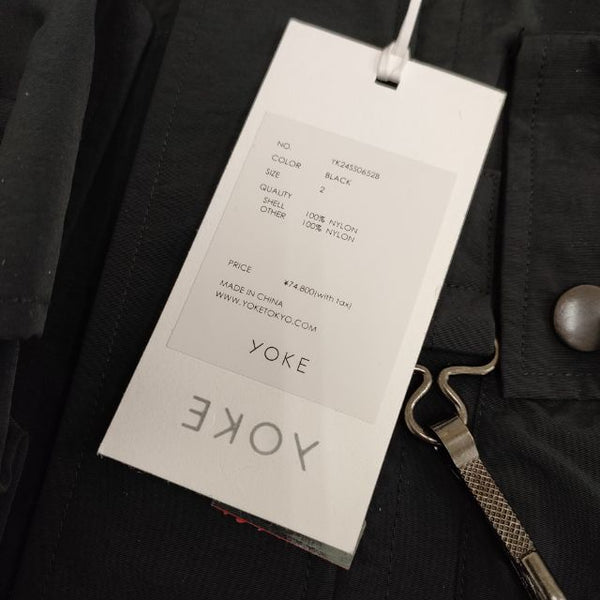 NO. YK24SS0652B
COLOR BLACK
SIZE 2
QUALITY
SHELL 100% NYLON
OTHER 100% NYLON
PRICE ¥74,800(with tax)
MADE IN CHINA
WWW.YOKETOKYO.COM
YOKE
YOKE